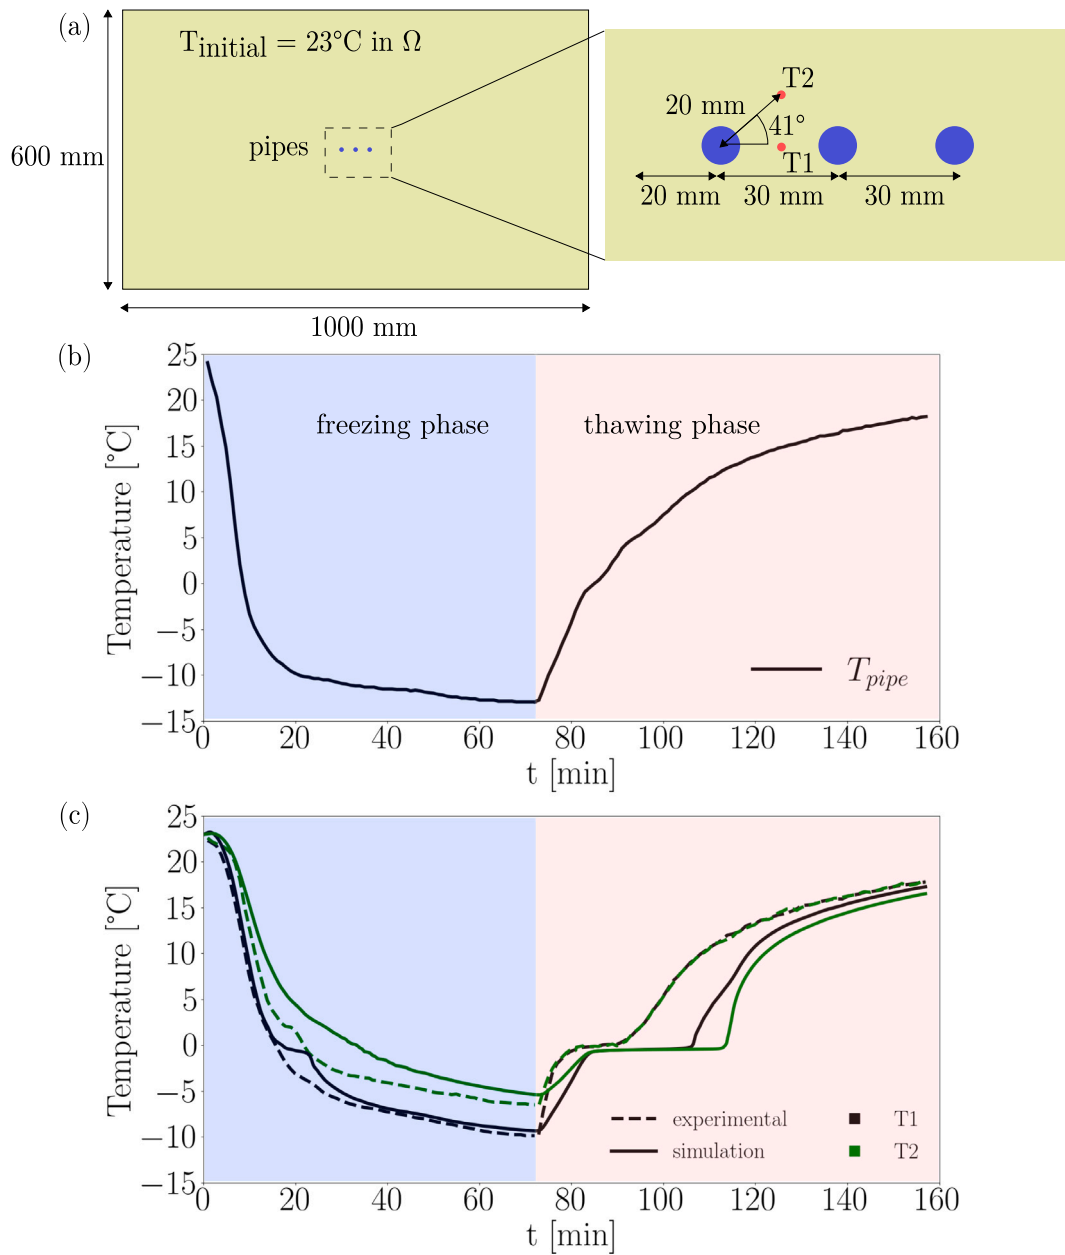 (a)
T_initial = 23°C in Ω
pipes
600 mm
1000 mm
T2
20 mm
41°
T1
20 mm
30 mm
30 mm
(b)
freezing phase
thawing phase
Temperature [°C]
25
20
15
10
5
0
−5
−10
−15
T_pipe
0 20 40 60 80 100 120 140 160
t [min]
(c)
Temperature [°C]
25
20
15
10
5
0
−5
−10
−15
experimental
T1
simulation
T2
0 20 40 60 80 100 120 140 160
t [min]